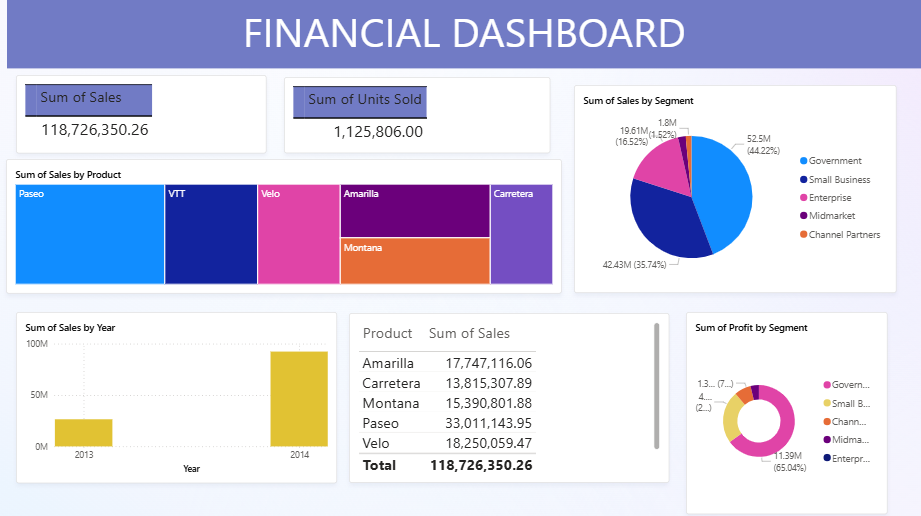 FINANCIAL DASHBOARD
Sum of Sales
118,726,350.26
Sum of Units Sold
1,125,806.00
Sum of Sales by Product
Paseo
VTT
Velo
Amarilla
Montana
Carretera
Sum of Sales by Segment
1.8M
(1.52%)
19.61M
(16.52%)
52.5M
(44.22%)
42.43M (35.74%)
Government
Small Business
Enterprise
Midmarket
Channel Partners
Sum of Sales by Year
100M
50M
0M
2013
2014
Year
Product Sum of Sales
Amarilla 17,747,116.06
Carretera 13,815,307.89
Montana 15,390,801.88
Paseo 33,011,143.95
Velo 18,250,059.47
Total 118,726,350.26
Sum of Profit by Segment
1.3... (7...)
4....
(2...)
11.39M
(65.04%)
Govern...
Small B...
Chann...
Midma...
Enterpr...